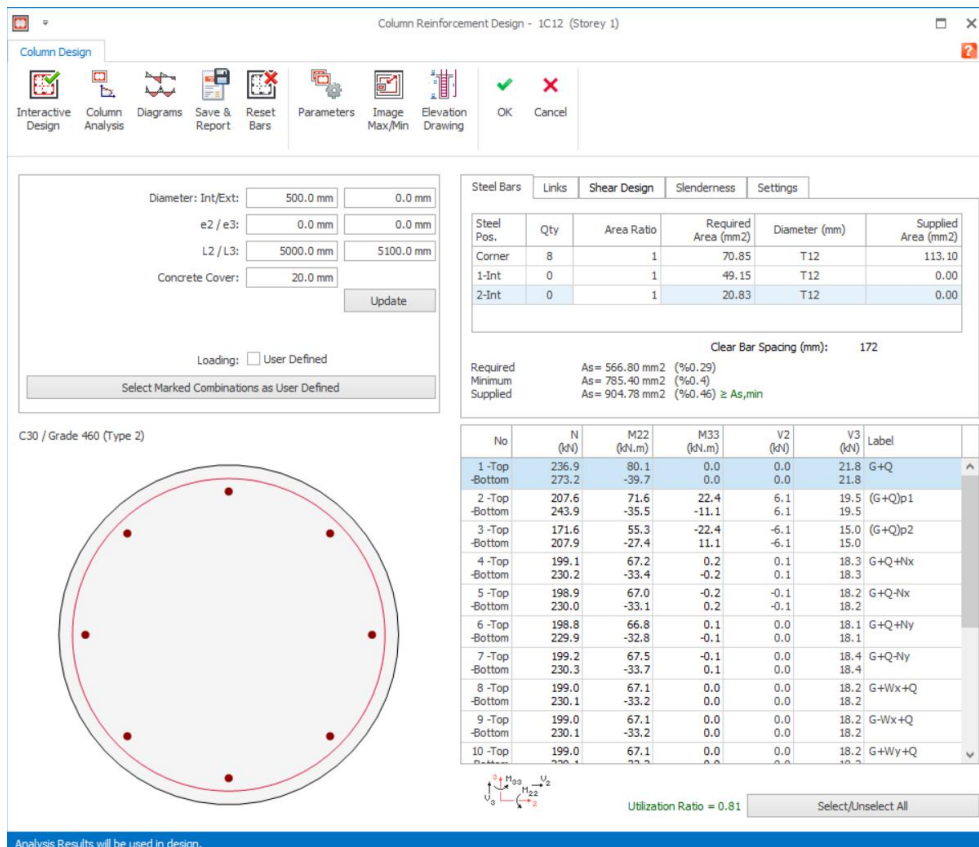 Column Reinforcement Design - 1C12 (Storey 1)
Column Design
Interactive Design
Column Analysis
Diagrams
Save & Report
Reset Bars
Parameters
Image Max/Min
Elevation Drawing
OK
Cancel
Diameter: Int/Ext: 500.0 mm 0.0 mm
e2 / e3: 0.0 mm 0.0 mm
L2 / L3: 5000.0 mm 5100.0 mm
Concrete Cover: 20.0 mm
Update
Loading: User Defined
Select Marked Combinations as User Defined
Steel Bars Links Shear Design Slenderness Settings
Steel Pos. Qty Area Ratio Required Area (mm2) Diameter (mm) Supplied Area (mm2)
Corner 8 1 70.85 T12 113.10
1-Int 0 1 49.15 T12 0.00
2-Int 0 1 20.83 T12 0.00
Clear Bar Spacing (mm): 172
Required As= 566.80 mm2 (%0.29)
Minimum As= 785.40 mm2 (%0.4)
Supplied As= 904.78 mm2 (%0.46) ≥ As,min
C30 / Grade 460 (Type 2)
No N (kN) M22 (kN.m) M33 (kN.m) V2 (kN) V3 (kN) Label
1 -Top 236.9 80.1 0.0 0.0 21.8 G+Q
-Bottom 273.2 -39.7 0.0 0.0 21.8
2 -Top 207.6 71.6 22.4 6.1 19.5 (G+Q)p1
-Bottom 243.9 -35.5 -11.1 6.1 19.5
3 -Top 171.6 55.3 -22.4 -6.1 15.0 (G+Q)p2
-Bottom 207.9 -27.4 11.1 -6.1 15.0
4 -Top 199.1 67.2 0.2 0.1 18.3 G+Q+Nx
-Bottom 230.2 -33.4 -0.2 0.1 18.3
5 -Top 198.9 67.0 -0.2 -0.1 18.2 G+Q-Nx
-Bottom 230.0 -33.1 0.2 -0.1 18.2
6 -Top 198.8 66.8 0.1 0.0 18.1 G+Q+Ny
-Bottom 229.9 -32.8 -0.1 0.0 18.1
7 -Top 199.2 67.5 -0.1 0.0 18.4 G+Q-Ny
-Bottom 230.3 -33.7 0.1 0.0 18.4
8 -Top 199.0 67.1 0.0 0.0 18.2 G+Wx+Q
-Bottom 230.1 -33.2 0.0 0.0 18.2
9 -Top 199.0 67.1 0.0 0.0 18.2 G-Wx+Q
-Bottom 230.1 -33.2 0.0 0.0 18.2
10 -Top 199.0 67.1 0.0 0.0 18.2 G+Wy+Q
3 M33 V2
V3 M22 2
Utilization Ratio = 0.81
Select/Unselect All
Analysis Results will be used in design.